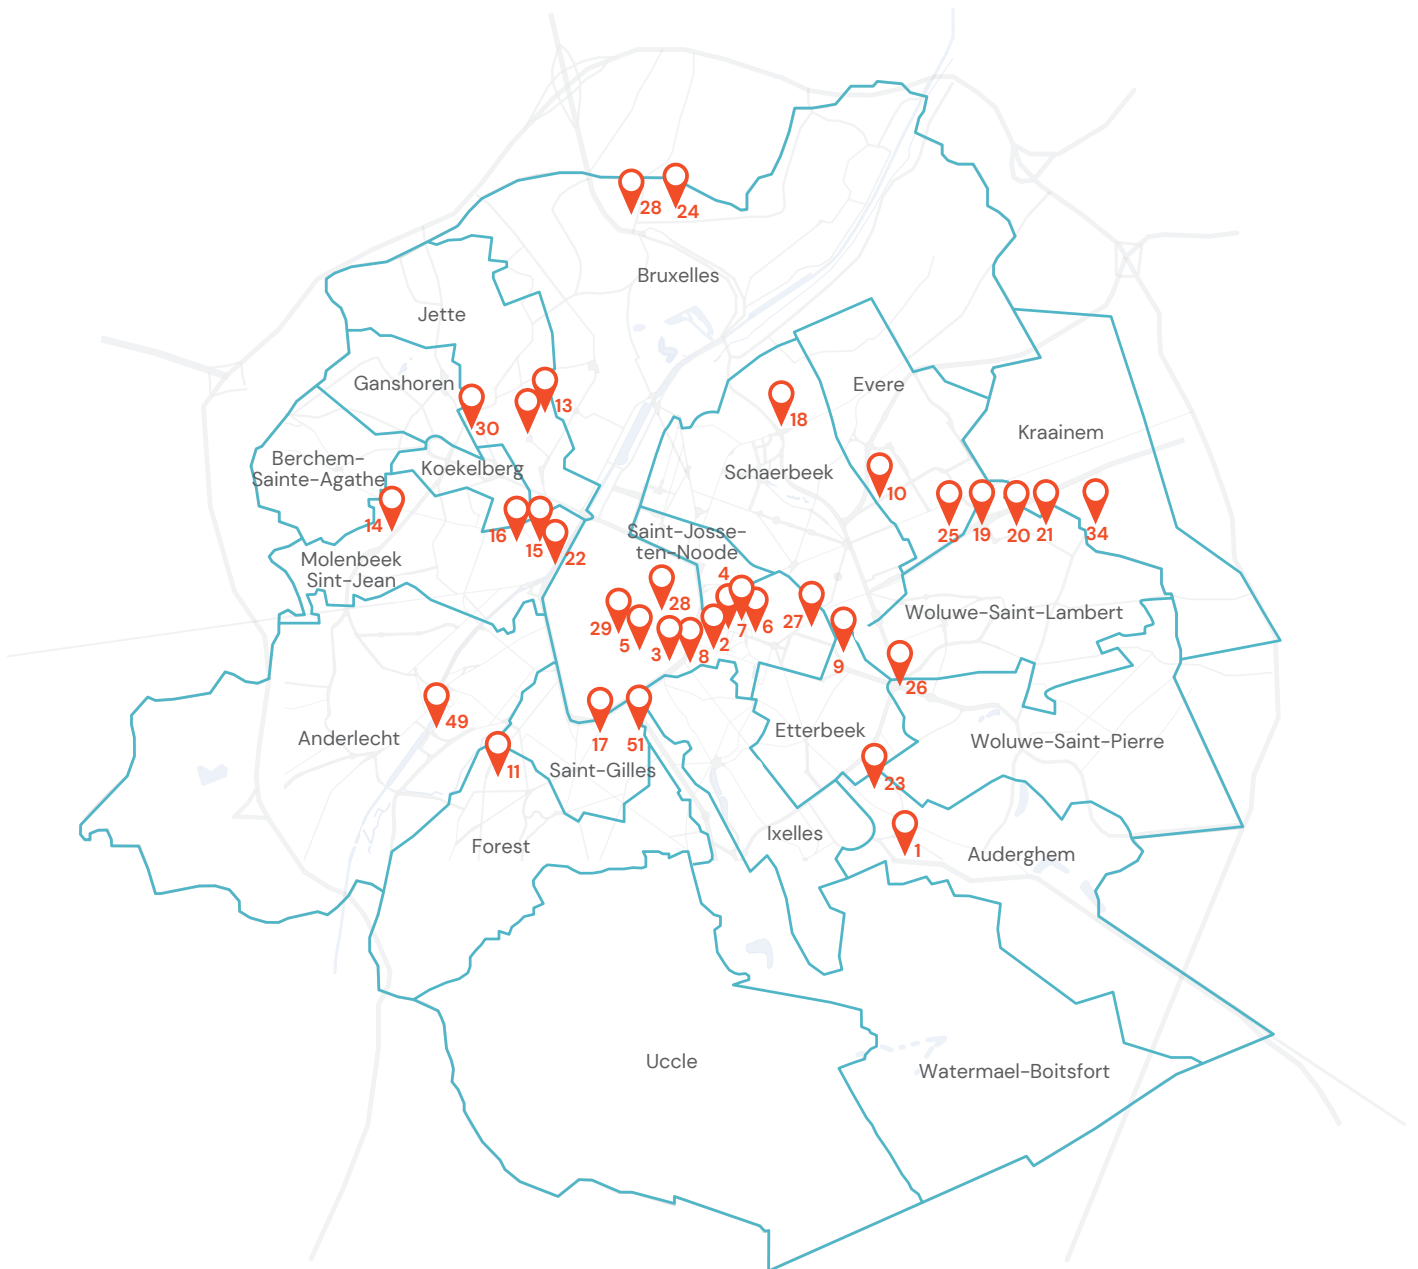 28
24
Bruxelles
Jette
Ganshoren
Evere
13
30
18
Kraainem
Berchem-
Sainte-Agathe
Koekelberg
Schaerbeek
10
14
16
15
22
25
19
20
21
34
Saint-Josse-
ten-Noode
Molenbeek
Sint-Jean
4
28
29
5
3
8
2
7
6
27
Woluwe-Saint-Lambert
9
26
49
Anderlecht
17
51
Etterbeek
Woluwe-Saint-Pierre
11
Saint-Gilles
23
Forest
Ixelles
1
Auderghem
Uccle
Watermael-Boitsfort